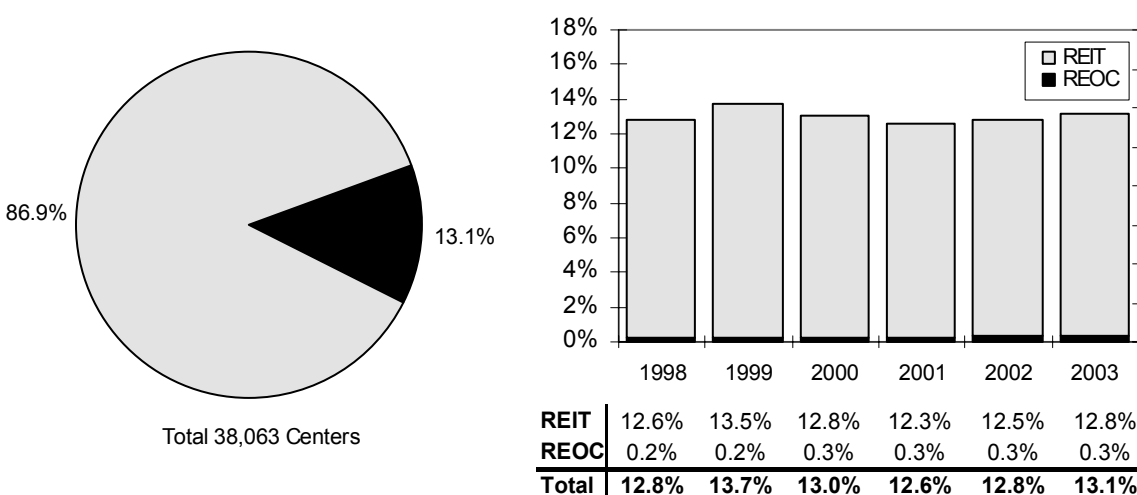 86.9%
13.1%
Total 38,063 Centers
18%
16%
14%
12%
10%
8%
6%
4%
2%
0%
REIT
REOC
1998 1999 2000 2001 2002 2003
REIT 12.6% 13.5% 12.8% 12.3% 12.5% 12.8%
REOC 0.2% 0.2% 0.3% 0.3% 0.3% 0.3%
Total 12.8% 13.7% 13.0% 12.6% 12.8% 13.1%